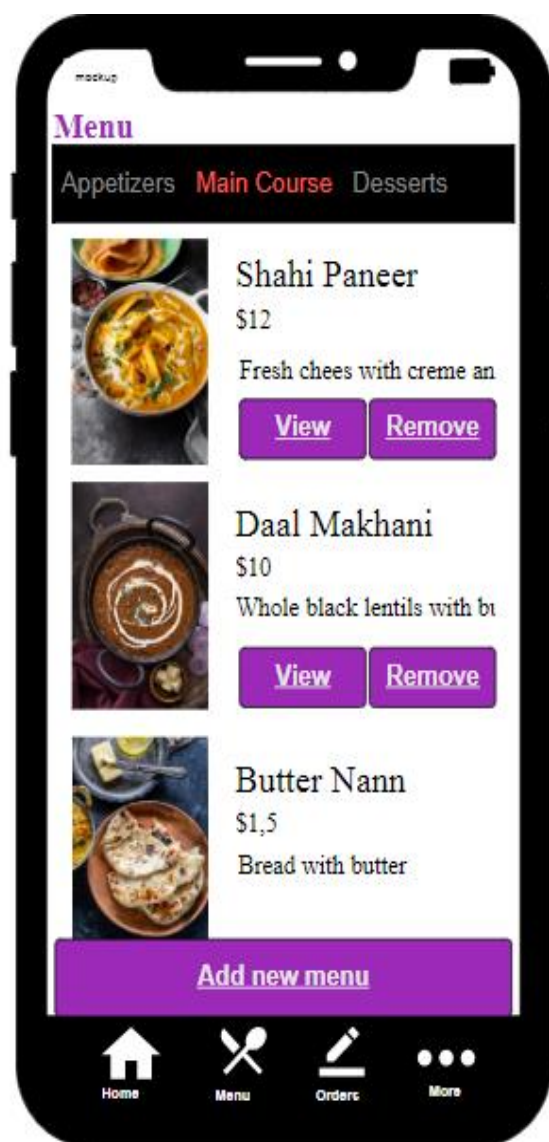 mockup
Menu
Appetizers Main Course Desserts
Shahi Paneer
$12
Fresh chees with creme an
View Remove
Daal Makhani
$10
Whole black lentils with bu
View Remove
Butter Nann
$1,5
Bread with butter
Add new menu
Home Menu Orders More